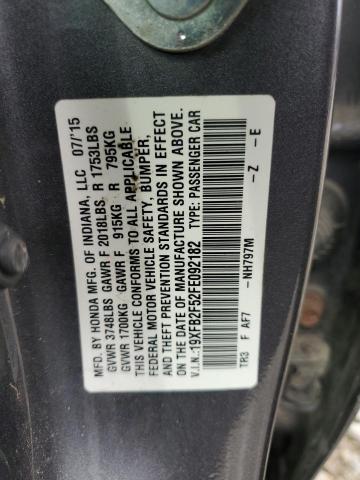 MFD. BY HONDA MFG. OF INDIANA, LLC 07/'15
GVWR 3748LBS GAWR F 2018LBS R 1753LBS
GVWR 1700KG GAWR F 915KG R 795KG
THIS VEHICLE CONFORMS TO ALL APPLICABLE
FEDERAL MOTOR VEHICLE SAFETY, BUMPER,
AND THEFT PREVENTION STANDARDS IN EFFECT
ON THE DATE OF MANUFACTURE SHOWN ABOVE.
V.I.N.:19XFB2F52FE092182 TYPE: PASSENGER CAR
TR3 F AF7 -NH797M -Z -E